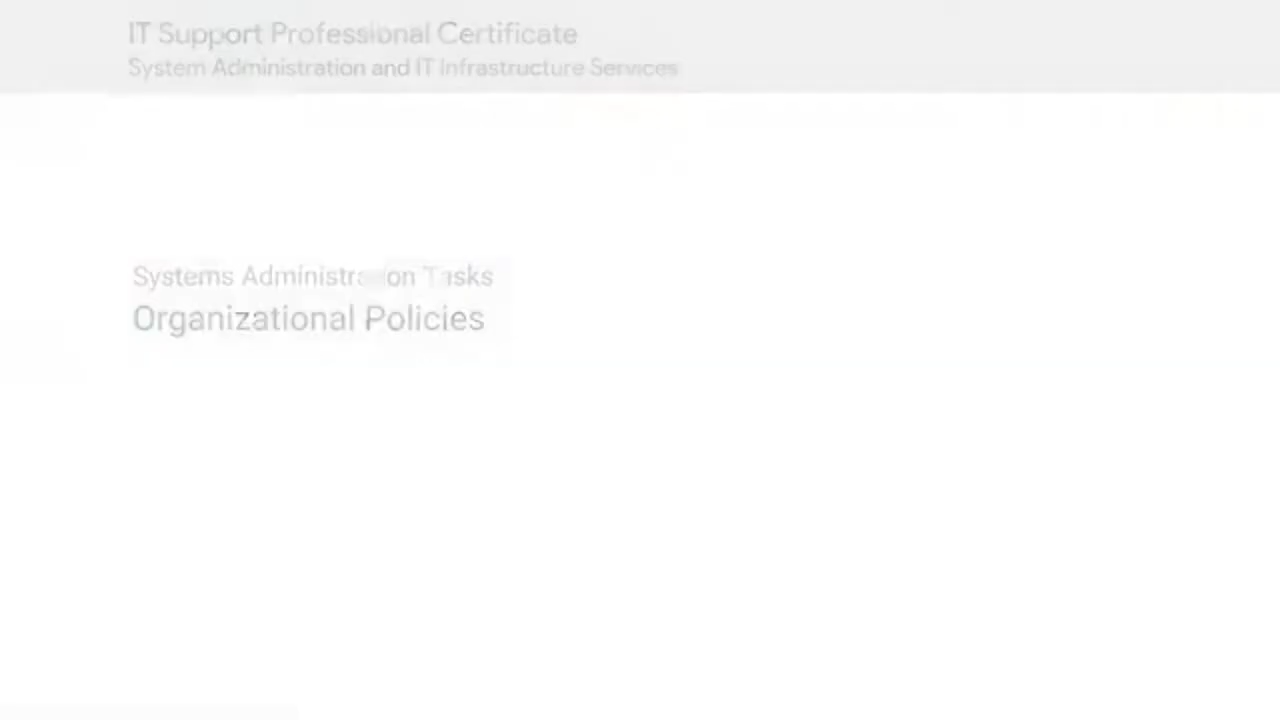 IT Support Professional Certificate
System Administration and IT Infrastructure Services
Systems Administration Tasks
Organizational Policies